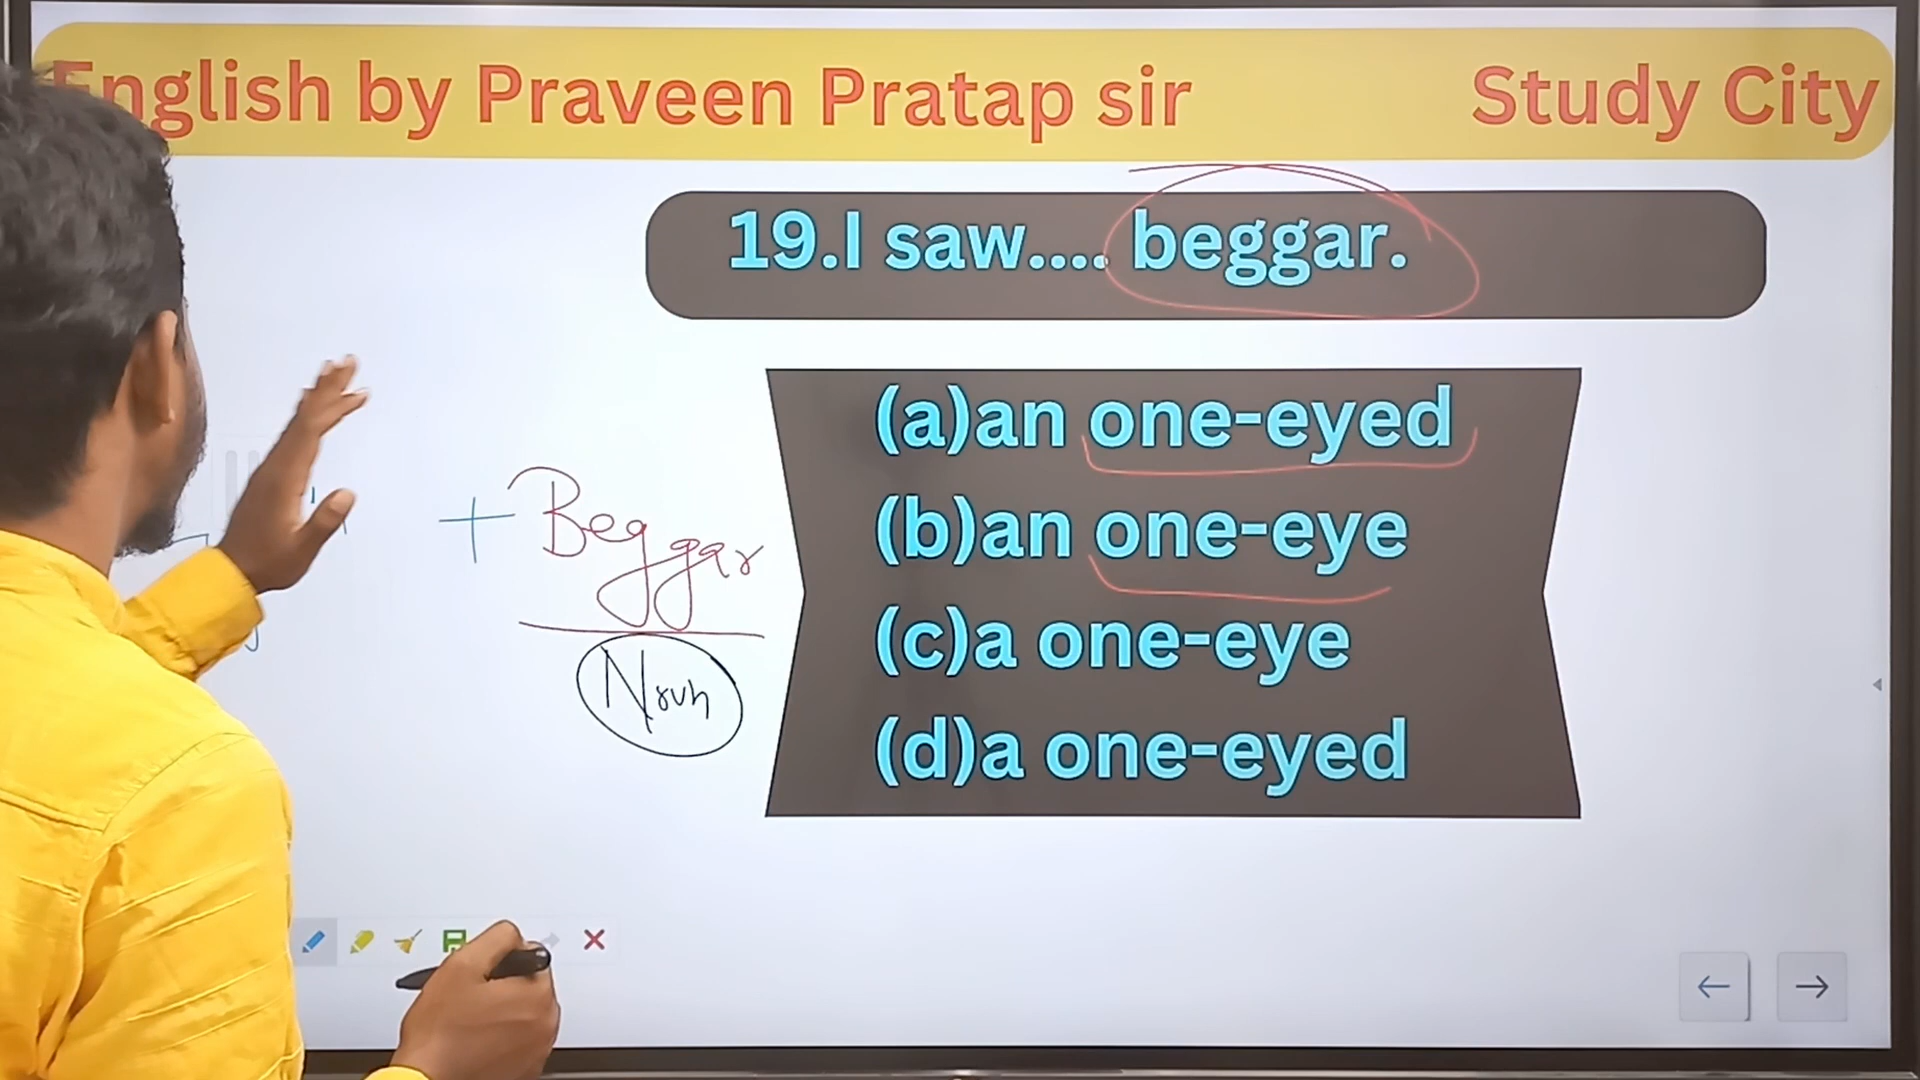 English by Praveen Pratap sir Study City
19.I saw.... beggar.
(a)an one-eyed
(b)an one-eye
(c)a one-eye
(d)a one-eyed
+ Beggar
Noun